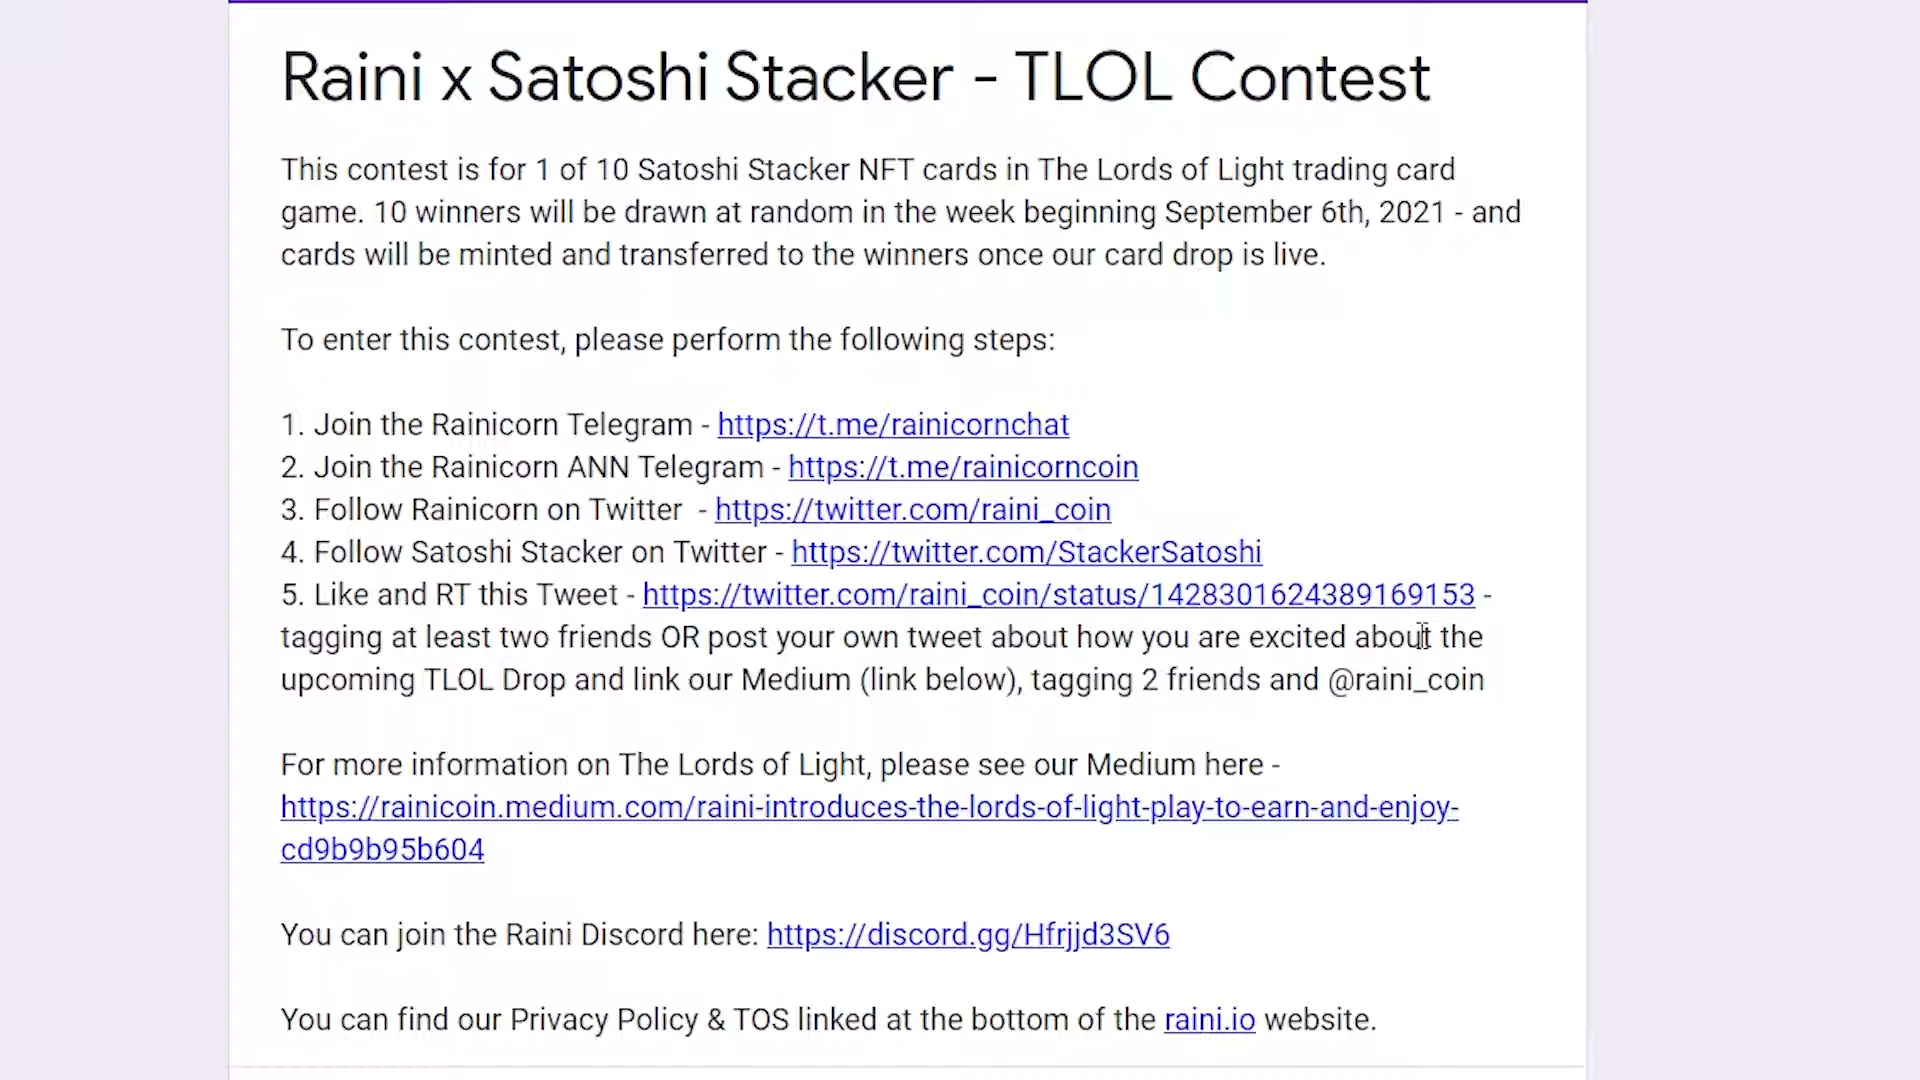 Raini x Satoshi Stacker - TLOL Contest
This contest is for 1 of 10 Satoshi Stacker NFT cards in The Lords of Light trading card
game. 10 winners will be drawn at random in the week beginning September 6th, 2021 - and
cards will be minted and transferred to the winners once our card drop is live.
To enter this contest, please perform the following steps:
1. Join the Rainicorn Telegram - https://t.me/rainicornchat
2. Join the Rainicorn ANN Telegram - https://t.me/rainicorncoin
3. Follow Rainicorn on Twitter  - https://twitter.com/raini_coin
4. Follow Satoshi Stacker on Twitter - https://twitter.com/StackerSatoshi
5. Like and RT this Tweet - https://twitter.com/raini_coin/status/1428301624389169153 -
tagging at least two friends OR post your own tweet about how you are excited about the
upcoming TLOL Drop and link our Medium (link below), tagging 2 friends and @raini_coin
For more information on The Lords of Light, please see our Medium here -
https://rainicoin.medium.com/raini-introduces-the-lords-of-light-play-to-earn-and-enjoy-
cd9b9b95b604
You can join the Raini Discord here: https://discord.gg/Hfrjjd3SV6
You can find our Privacy Policy & TOS linked at the bottom of the raini.io website.